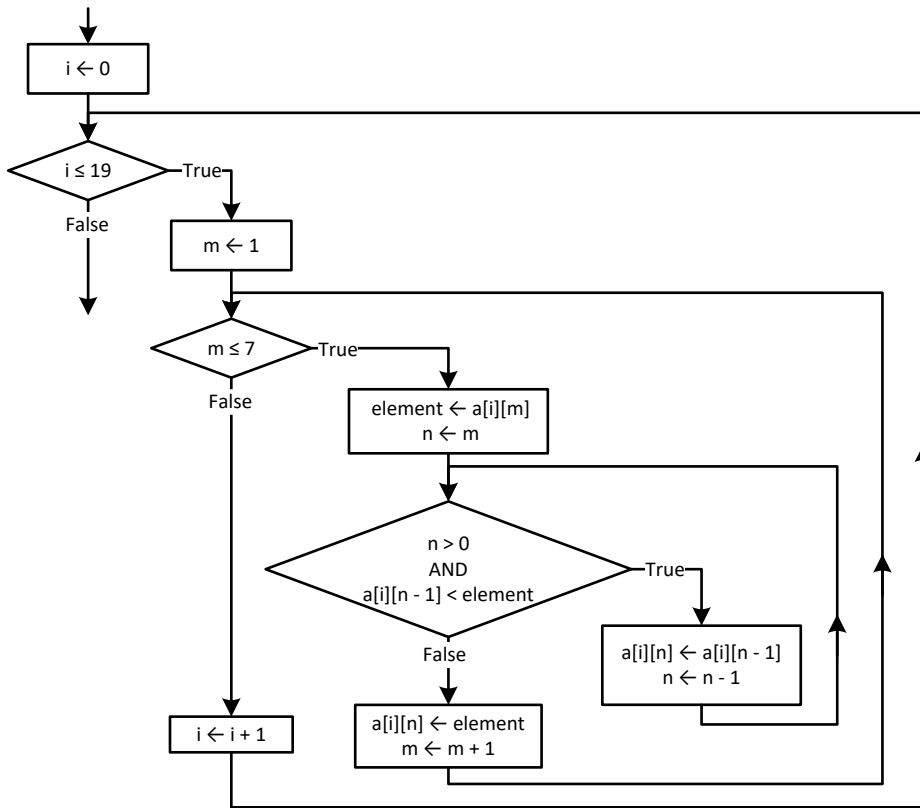 i ← 0
i ≤ 19
True
False
m ← 1
m ≤ 7
True
False
element ← a[i][m]
n ← m
n > 0
AND
a[i][n - 1] < element
True
False
a[i][n] ← a[i][n - 1]
n ← n - 1
a[i][n] ← element
m ← m + 1
i ← i + 1